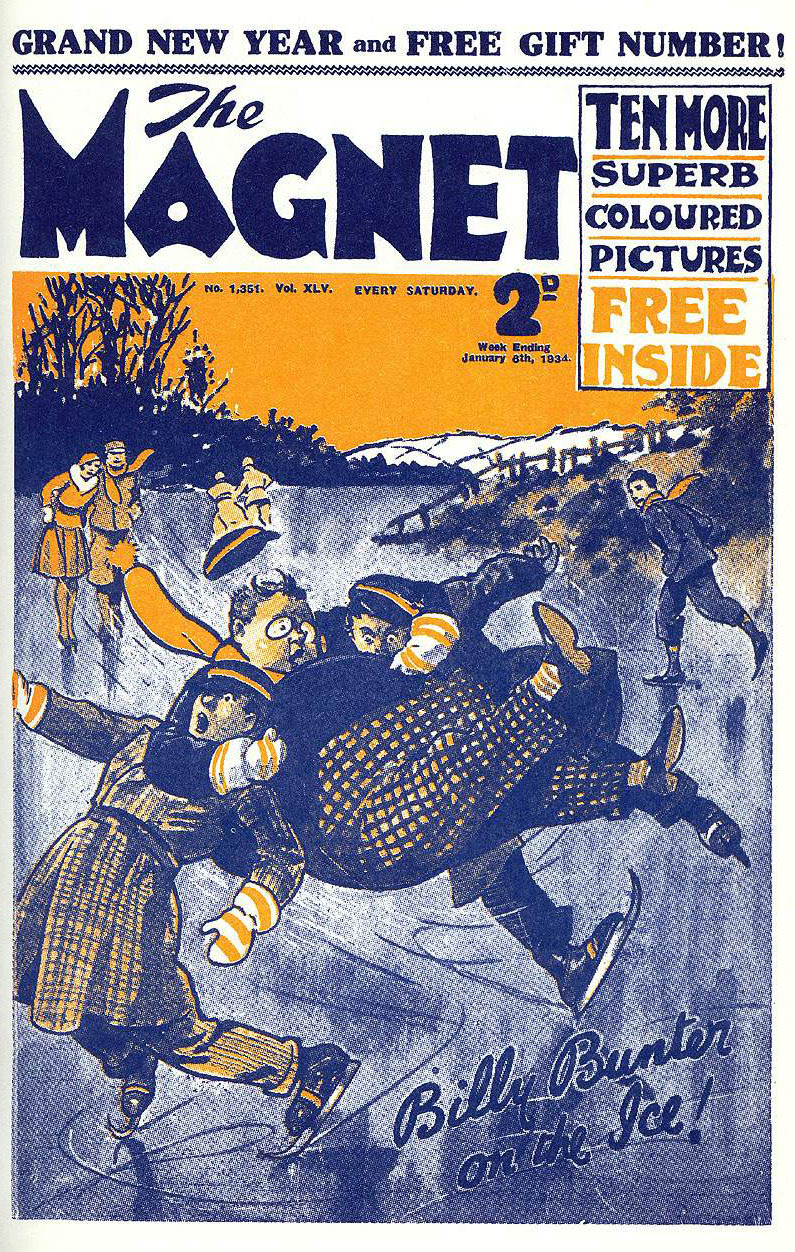 GRAND NEW YEAR and FREE GIFT NUMBER!
The
MAGNET
TEN MORE
SUPERB
COLOURED
PICTURES
FREE
INSIDE
No. 1,351. Vol. XLV. EVERY SATURDAY.
2D
Week Ending
January 6th, 1934.
Billy Bunter
on the Ice!